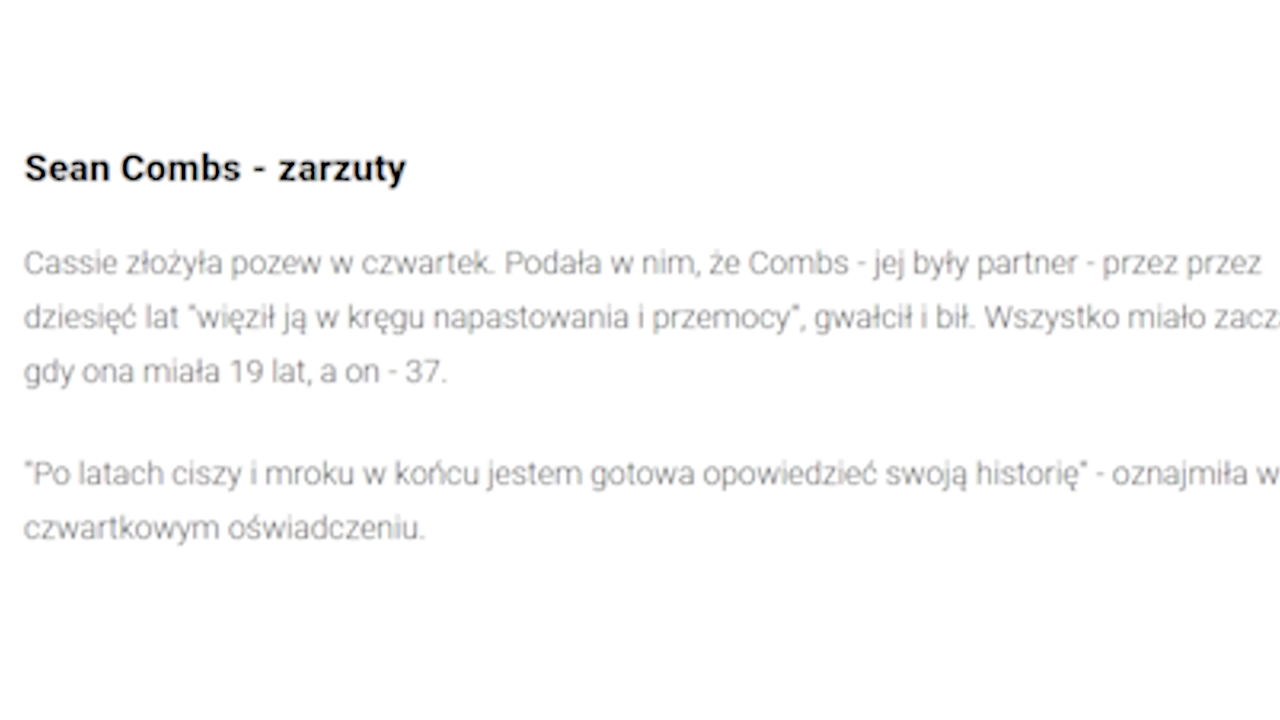 Sean Combs - zarzuty
Cassie złożyła pozew w czwartek. Podała w nim, że Combs - jej były partner - przez przez
dziesięć lat "więził ją w kręgu napastowania i przemocy", gwałcił i bił. Wszystko miało
gdy ona miała 19 lat, a on - 37.
"Po latach ciszy i mroku w końcu jestem gotowa opowiedzieć swoją historię" - oznajmiła w
czwartkowym oświadczeniu.